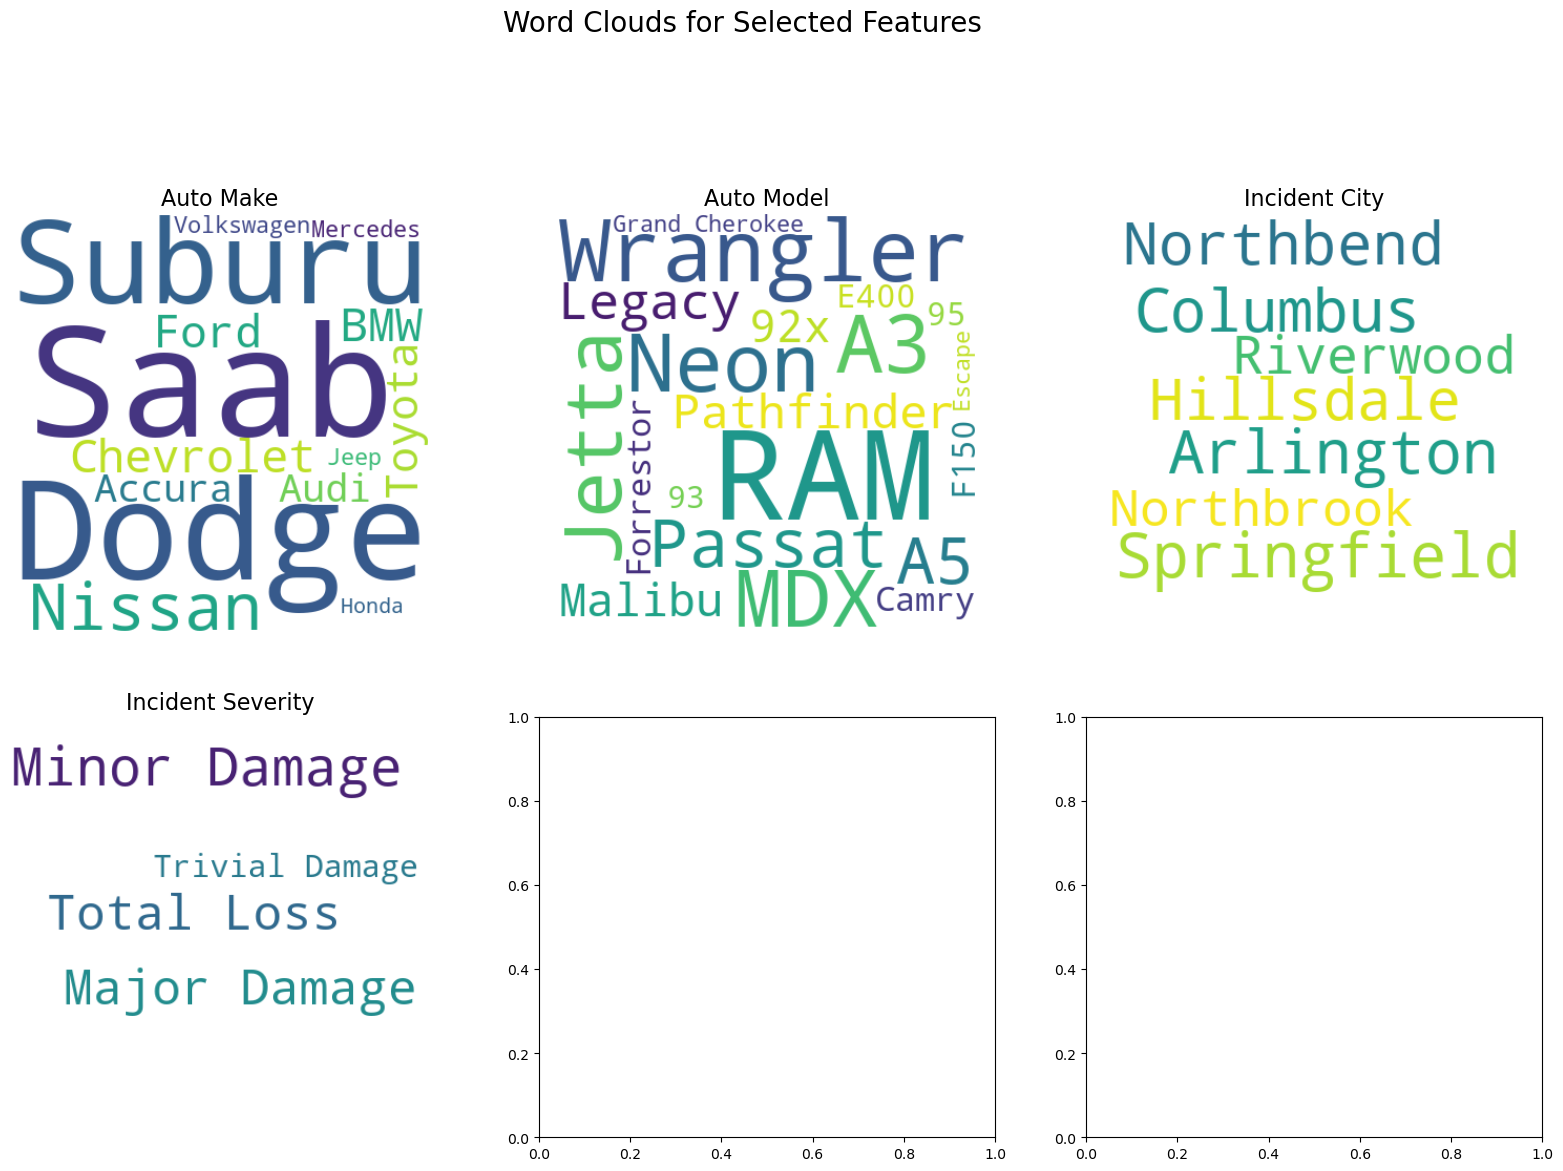 Word Clouds for Selected Features
Auto Make
Volkswagen
Mercedes
Suburu
Ford
BMW
Saab
Toyota
Chevrolet
Jeep
Accura
Audi
Dodge
Nissan
Honda
Auto Model
Grand Cherokee
Wrangler
Legacy
E400
92x
A3
95
Jetta
Neon
Escape
Pathfinder
Forrestor
93
RAM
F150
Passat
A5
Malibu
MDX
Camry
Incident City
Northbend
Columbus
Riverwood
Hillsdale
Arlington
Northbrook
Springfield
Incident Severity
Minor Damage
Trivial Damage
Total Loss
Major Damage
1.0
0.8
0.6
0.4
0.2
0.0
0.0 0.2 0.4 0.6 0.8 1.0
1.0
0.8
0.6
0.4
0.2
0.0
0.0 0.2 0.4 0.6 0.8 1.0